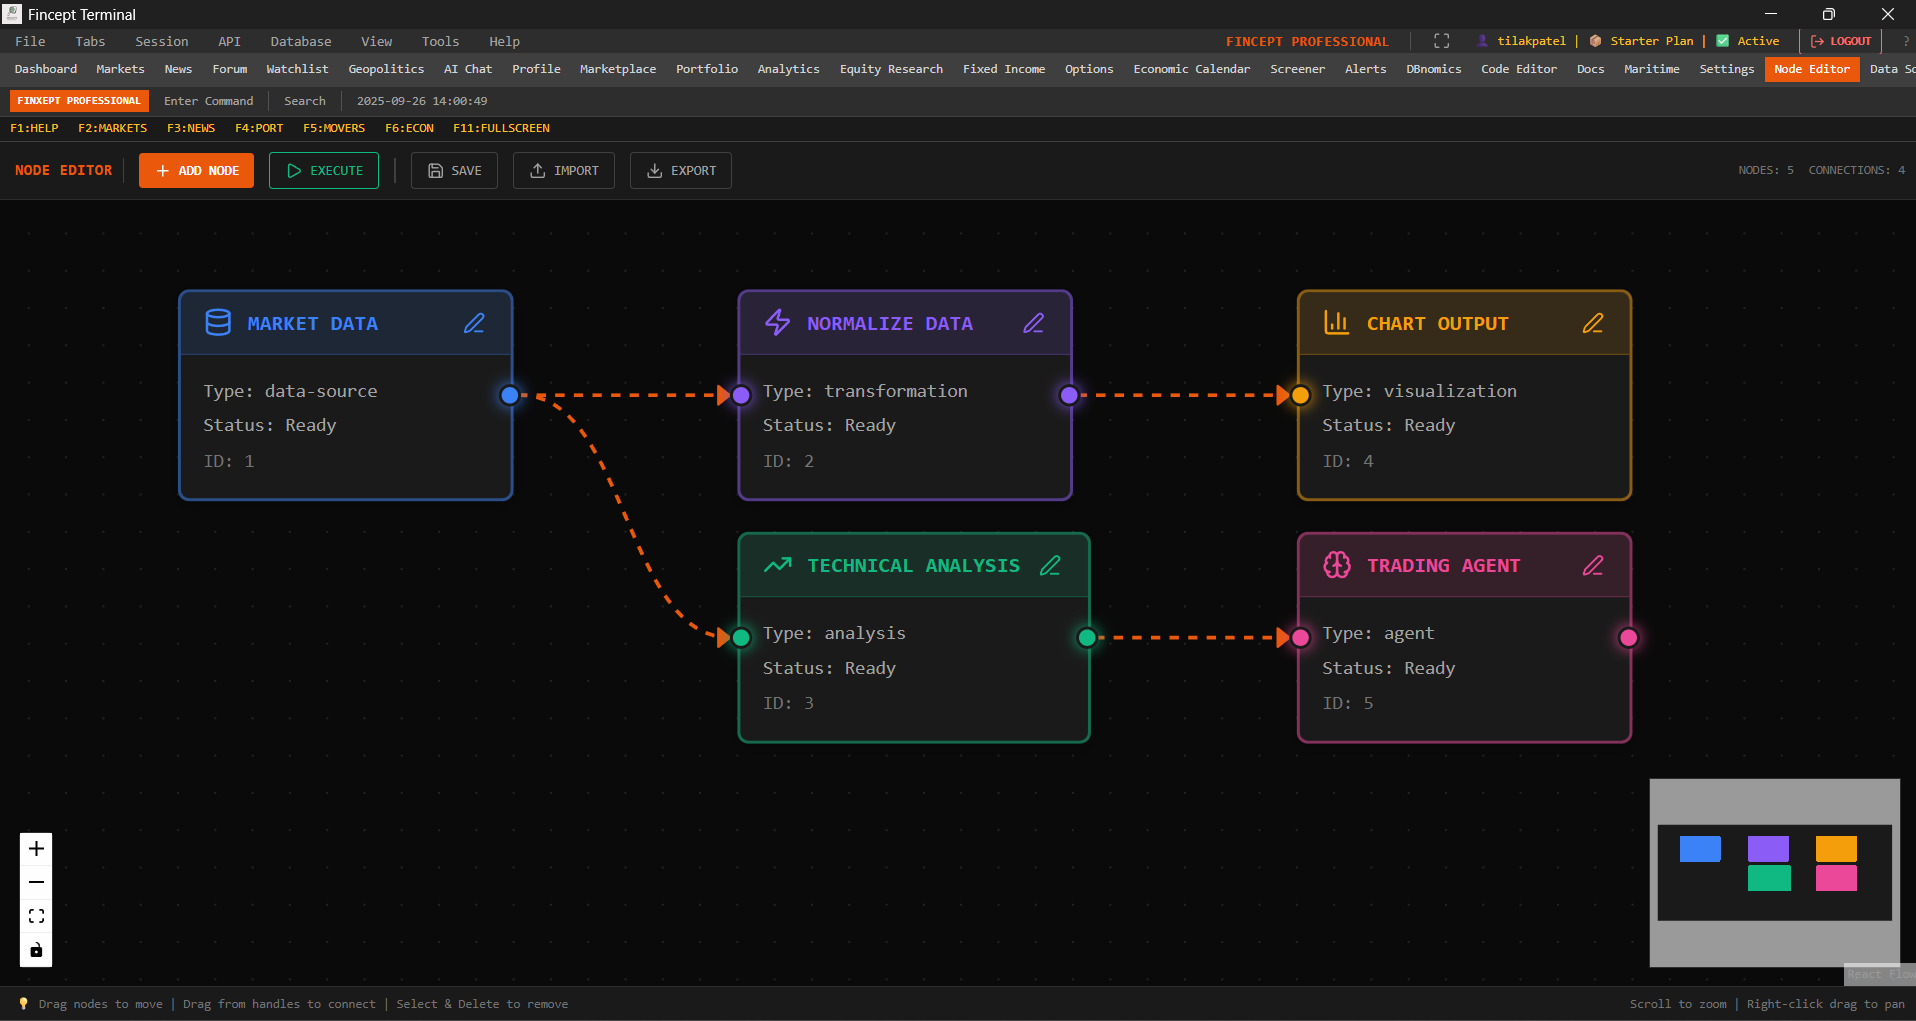 Fincept Terminal
File Tabs Session API Database View Tools Help FINCEPT PROFESSIONAL tilakpatel | Starter Plan | Active LOGOUT ?
Dashboard Markets News Forum Watchlist Geopolitics AI Chat Profile Marketplace Portfolio Analytics Equity Research Fixed Income Options Economic Calendar Screener Alerts DBnomics Code Editor Docs Maritime Settings Node Editor Data So
FINXEPT PROFESSIONAL Enter Command Search 2025-09-26 14:00:49
F1:HELP F2:MARKETS F3:NEWS F4:PORT F5:MOVERS F6:ECON F11:FULLSCREEN
NODE EDITOR ADD NODE EXECUTE SAVE IMPORT EXPORT NODES: 5 CONNECTIONS: 4
MARKET DATA
Type: data-source
Status: Ready
ID: 1
NORMALIZE DATA
Type: transformation
Status: Ready
ID: 2
CHART OUTPUT
Type: visualization
Status: Ready
ID: 4
TECHNICAL ANALYSIS
Type: analysis
Status: Ready
ID: 3
TRADING AGENT
Type: agent
Status: Ready
ID: 5
React Flow
Drag nodes to move | Drag from handles to connect | Select & Delete to remove
Scroll to zoom | Right-click drag to pan